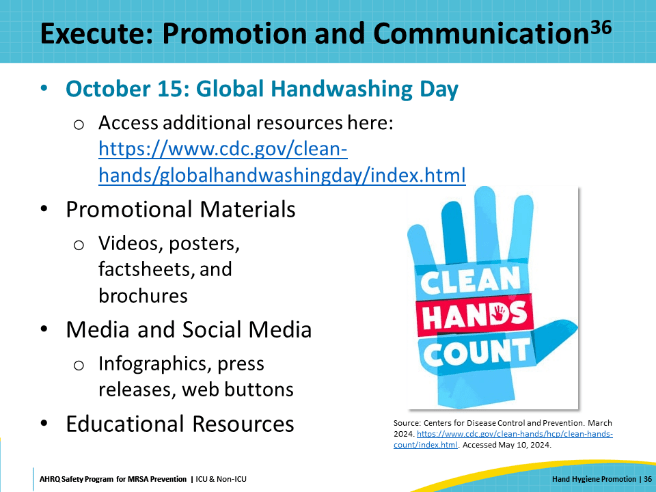 Execute: Promotion and Communication36
• October 15: Global Handwashing Day
o Access additional resources here:
https://www.cdc.gov/clean-
hands/globalhandwashingday/index.html
• Promotional Materials
o Videos, posters,
factsheets, and
brochures
• Media and Social Media
o Infographics, press
releases, web buttons
• Educational Resources
CLEAN
HANDS
COUNT
Source: Centers for Disease Control and Prevention. March
2024. https://www.cdc.gov/clean-hands/hcp/clean-hands-
count/index.html. Accessed May 10, 2024.
AHRQ Safety Program for MRSA Prevention | ICU & Non-ICU
Hand Hygiene Promotion | 36